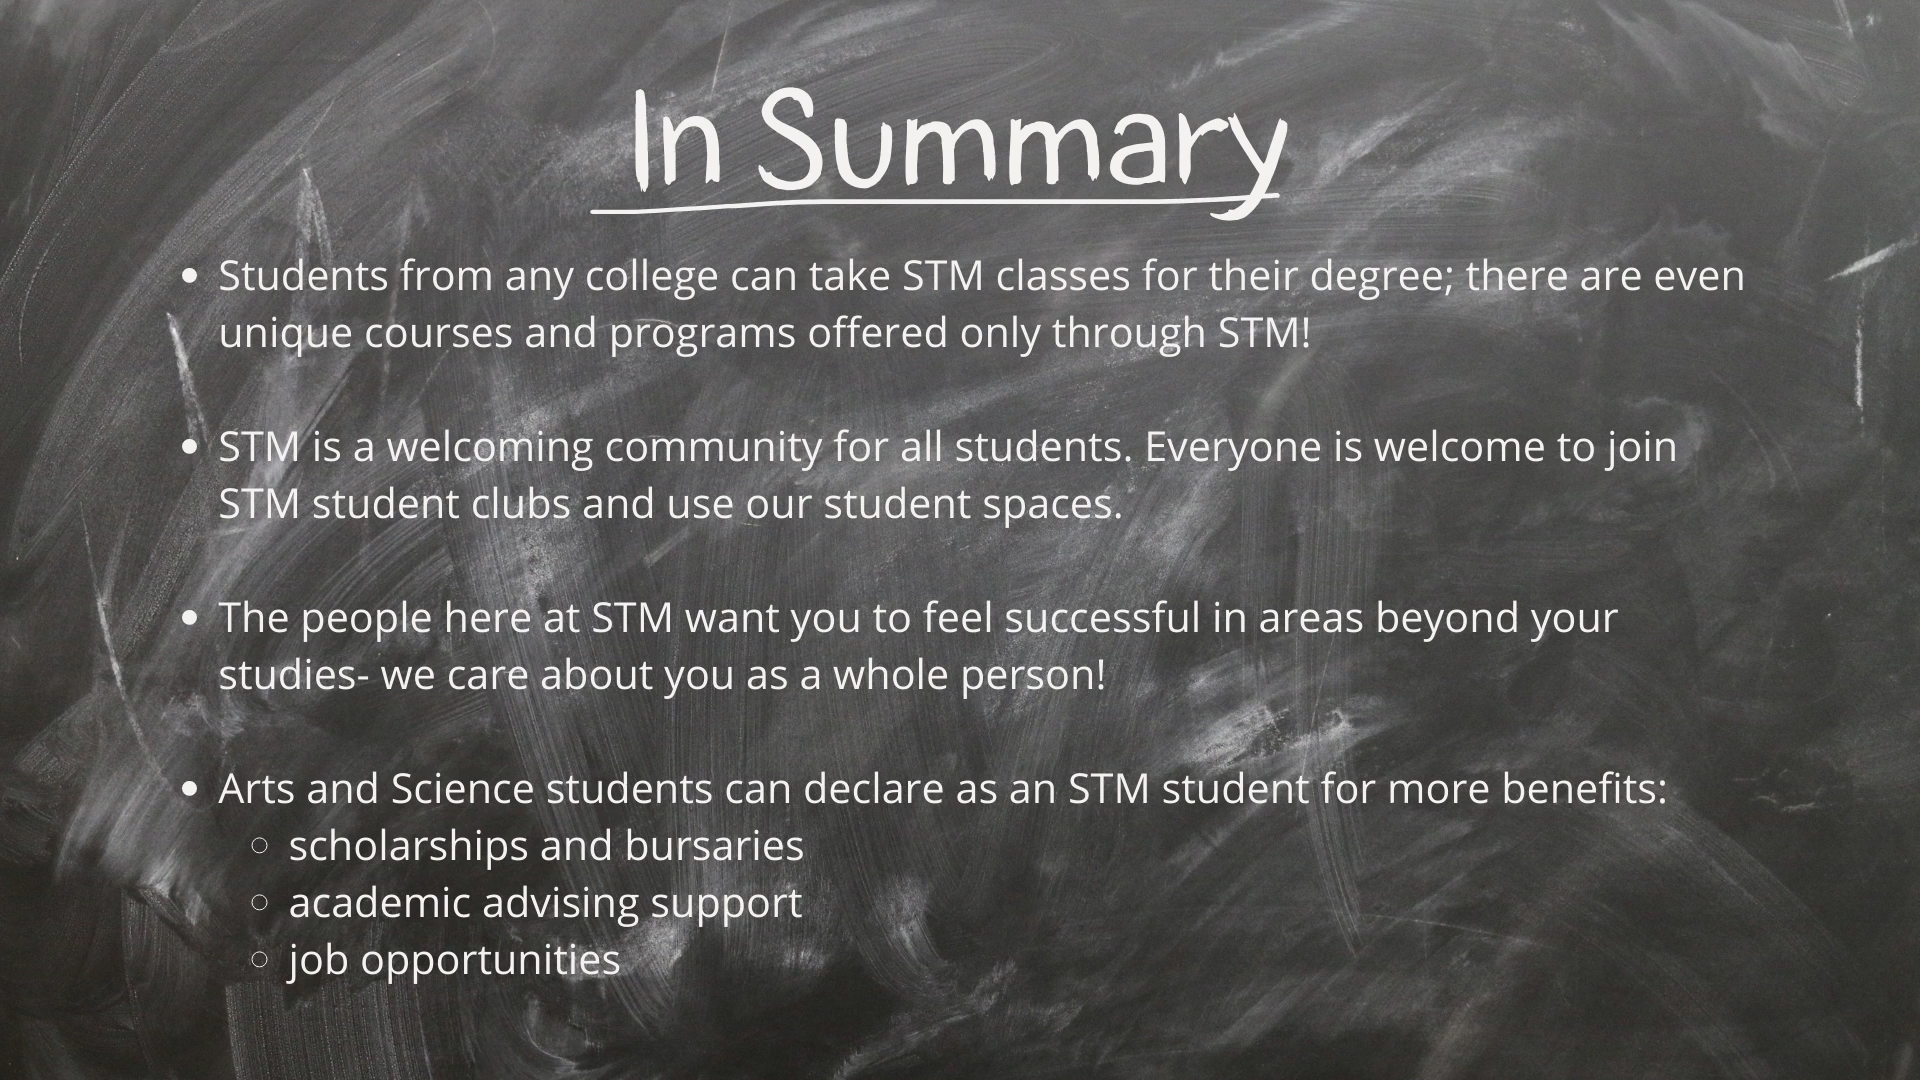 In Summary
• Students from any college can take STM classes for their degree; there are even
unique courses and programs offered only through STM!
• STM is a welcoming community for all students. Everyone is welcome to join
STM student clubs and use our student spaces.
• The people here at STM want you to feel successful in areas beyond your
studies- we care about you as a whole person!
• Arts and Science students can declare as an STM student for more benefits:
○ scholarships and bursaries
○ academic advising support
○ job opportunities